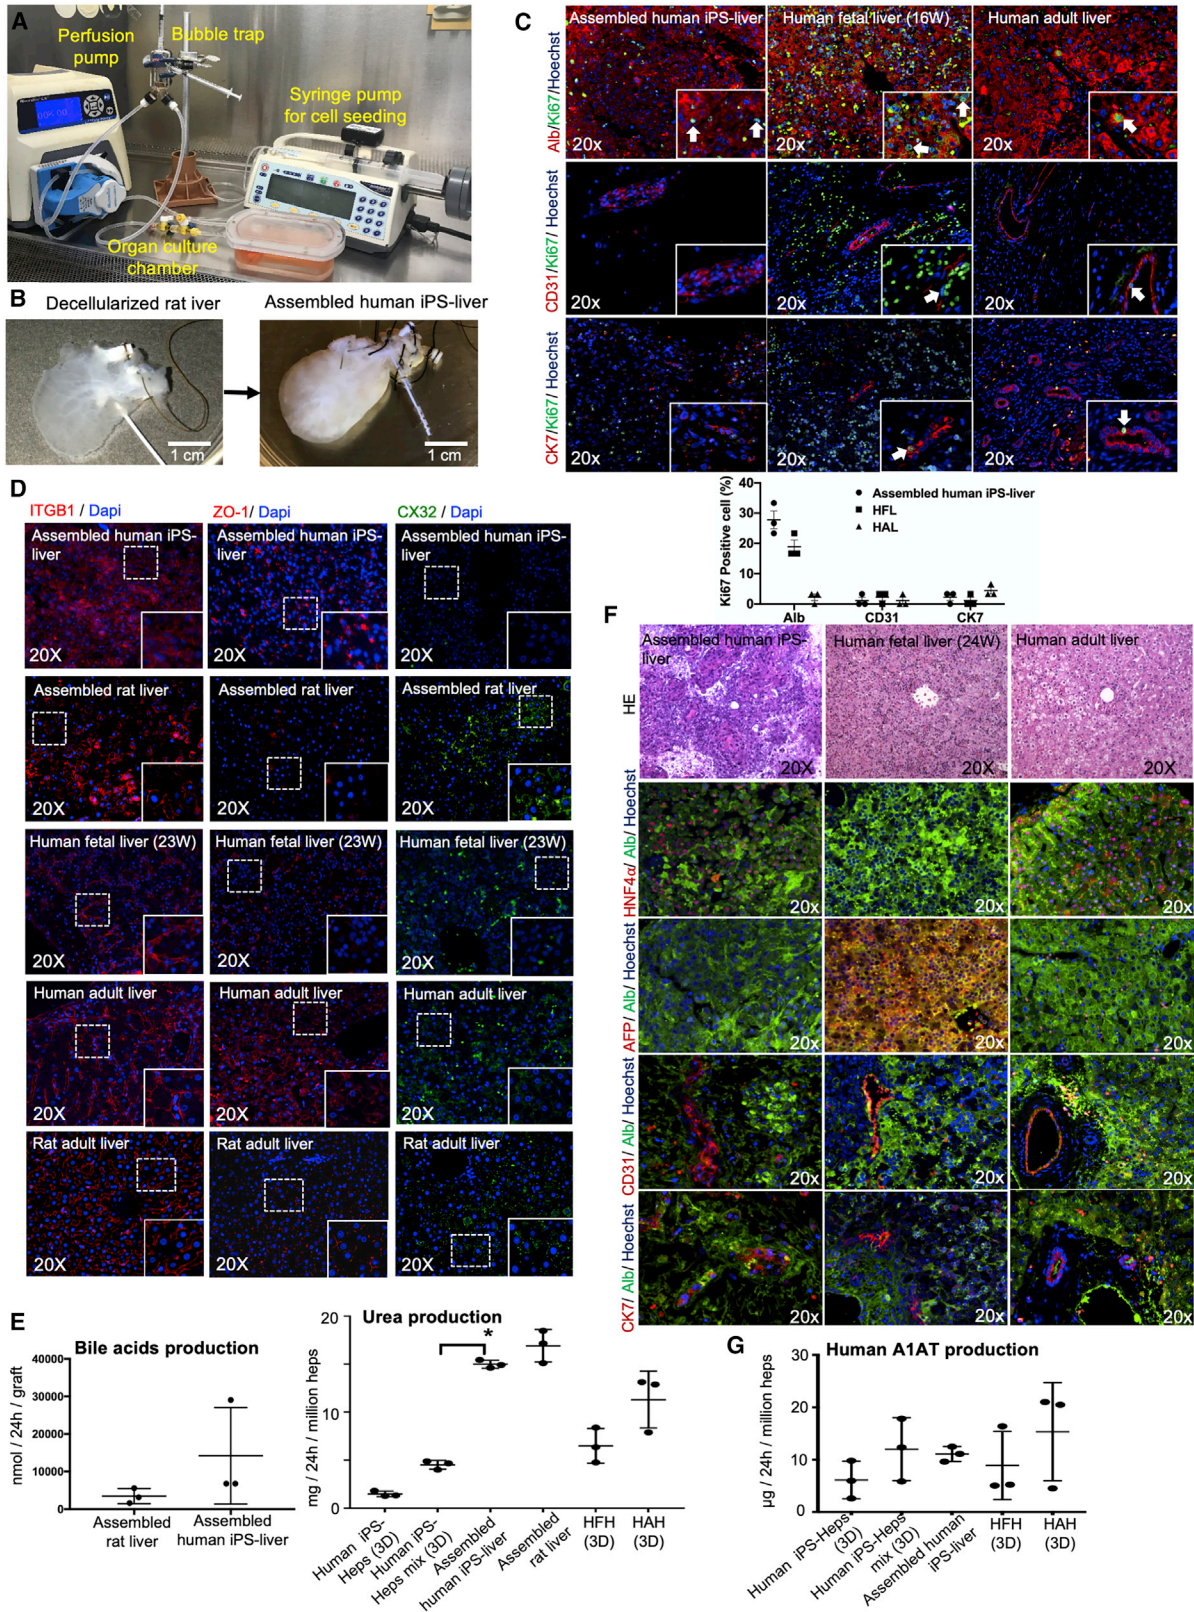 A
Perfusion
pump
Bubble trap
Syringe pump
for cell seeding
Organ culture
chamber
B
Decellularized rat iver
Assembled human iPS-liver
1 cm
1 cm
C
Assembled human iPS-liver
Human fetal liver (16W)
Human adult liver
Alb/Ki67/Hoechst
20x
20x
20x
CD31/Ki67/ Hoechst
20x
20x
20x
CK7/Ki67/ Hoechst
20x
20x
20x
Ki67 Positive cell (%)
40
30
20
10
0
Assembled human iPS-liver
HFL
HAL
Alb
CD31
CK7
D
ITGB1 / Dapi
ZO-1/ Dapi
CX32/ Dapi
Assembled human iPS-
liver
20X
Assembled human iPS-
liver
20X
Assembled human iPS-
liver
20X
Assembled rat liver
20X
Assembled rat liver
20X
Assembled rat liver
20X
Human fetal liver (23W)
20X
Human fetal liver (23W)
20X
Human fetal liver (23W)
20X
Human adult liver
20X
Human adult liver
20X
Human adult liver
20X
Rat adult liver
20X
Rat adult liver
20X
Rat adult liver
20X
E
Bile acids production
nmol / 24h / graft
40000
30000
20000
10000
0
Assembled
rat liver
Assembled
human iPS-liver
Urea production
*
mg / 24h / million heps
20
10
0
Human iPS-
Heps (3D)
Human iPS-
Heps mix (3D)
Assembled
human iPS-liver
Assembled
rat liver
HFH
(3D)
HAH
(3D)
F
Assembled human iPS-
liver
Human fetal liver (24W)
Human adult liver
HE
20X
20X
20X
HNF4α/ Alb/ Hoechst
20x
20x
20x
AFP/ Alb/ Hoechst
20x
20x
20x
CD31/ Alb/ Hoechst
20x
20x
20x
CK7/ Alb/ Hoechst
20x
20x
20x
G
Human A1AT production
µg / 24h / million heps
30
20
10
0
Human iPS-Heps
(3D)
Human iPS-Heps
mix (3D)
Assembled human
iPS-liver
HFH
(3D)
HAH
(3D)